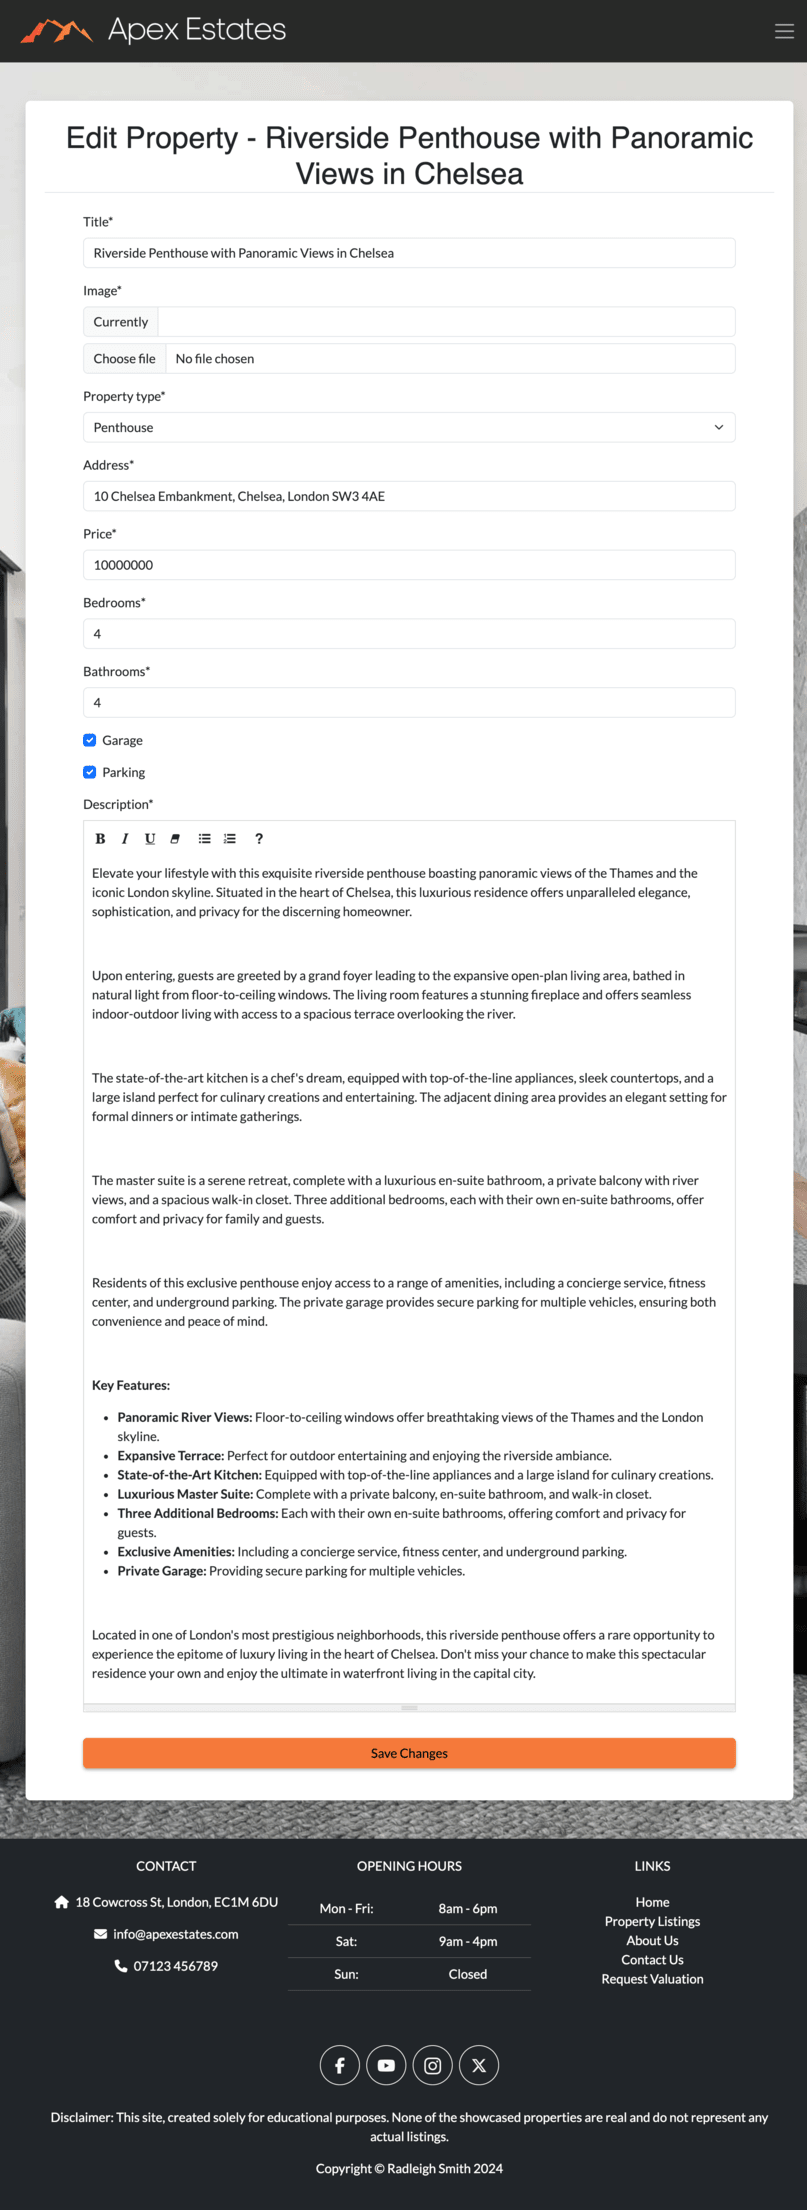 Apex Estates
Edit Property - Riverside Penthouse with Panoramic
Views in Chelsea
Title*
Riverside Penthouse with Panoramic Views in Chelsea
Image*
Currently
Choose file No file chosen
Property type*
Penthouse
Address*
10 Chelsea Embankment, Chelsea, London SW3 4AE
Price*
10000000
Bedrooms*
4
Bathrooms*
4
Garage
Parking
Description*
B I U ?
Elevate your lifestyle with this exquisite riverside penthouse boasting panoramic views of the Thames and the
iconic London skyline. Situated in the heart of Chelsea, this luxurious residence offers unparalleled elegance,
sophistication, and privacy for the discerning homeowner.
Upon entering, guests are greeted by a grand foyer leading to the expansive open-plan living area, bathed in
natural light from floor-to-ceiling windows. The living room features a stunning fireplace and offers seamless
indoor-outdoor living with access to a spacious terrace overlooking the river.
The state-of-the-art kitchen is a chef's dream, equipped with top-of-the-line appliances, sleek countertops, and a
large island perfect for culinary creations and entertaining. The adjacent dining area provides an elegant setting for
formal dinners or intimate gatherings.
The master suite is a serene retreat, complete with a luxurious en-suite bathroom, a private balcony with river
views, and a spacious walk-in closet. Three additional bedrooms, each with their own en-suite bathrooms, offer
comfort and privacy for family and guests.
Residents of this exclusive penthouse enjoy access to a range of amenities, including a concierge service, fitness
center, and underground parking. The private garage provides secure parking for multiple vehicles, ensuring both
convenience and peace of mind.
Key Features:
• Panoramic River Views: Floor-to-ceiling windows offer breathtaking views of the Thames and the London
skyline.
• Expansive Terrace: Perfect for outdoor entertaining and enjoying the riverside ambiance.
• State-of-the-Art Kitchen: Equipped with top-of-the-line appliances and a large island for culinary creations.
• Luxurious Master Suite: Complete with a private balcony, en-suite bathroom, and walk-in closet.
• Three Additional Bedrooms: Each with their own en-suite bathrooms, offering comfort and privacy for
guests.
• Exclusive Amenities: Including a concierge service, fitness center, and underground parking.
• Private Garage: Providing secure parking for multiple vehicles.
Located in one of London's most prestigious neighborhoods, this riverside penthouse offers a rare opportunity to
experience the epitome of luxury living in the heart of Chelsea. Don't miss your chance to make this spectacular
residence your own and enjoy the ultimate in waterfront living in the capital city.
Save Changes
CONTACT
18 Cowcross St, London, EC1M 6DU
info@apexestates.com
07123 456789
OPENING HOURS
Mon - Fri: 8am - 6pm
Sat: 9am - 4pm
Sun: Closed
LINKS
Home
Property Listings
About Us
Contact Us
Request Valuation
Disclaimer: This site, created solely for educational purposes. None of the showcased properties are real and do not represent any
actual listings.
Copyright © Radleigh Smith 2024